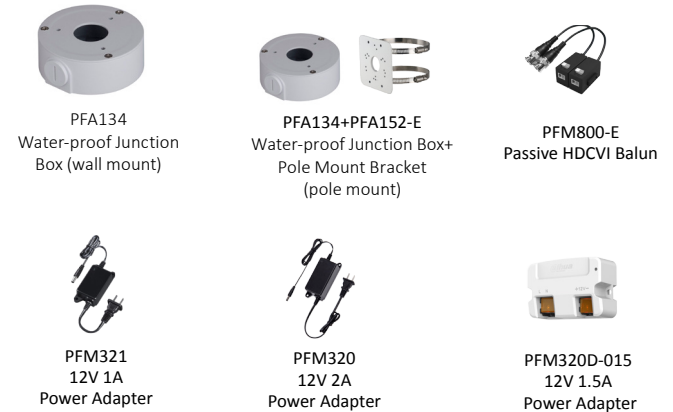 PFA134
Water-proof Junction
Box (wall mount)
PFA134+PFA152-E
Water-proof Junction Box+
Pole Mount Bracket
(pole mount)
PFM800-E
Passive HDCVI Balun
PFM321
12V 1A
Power Adapter
PFM320
12V 2A
Power Adapter
PFM320D-015
12V 1.5A
Power Adapter